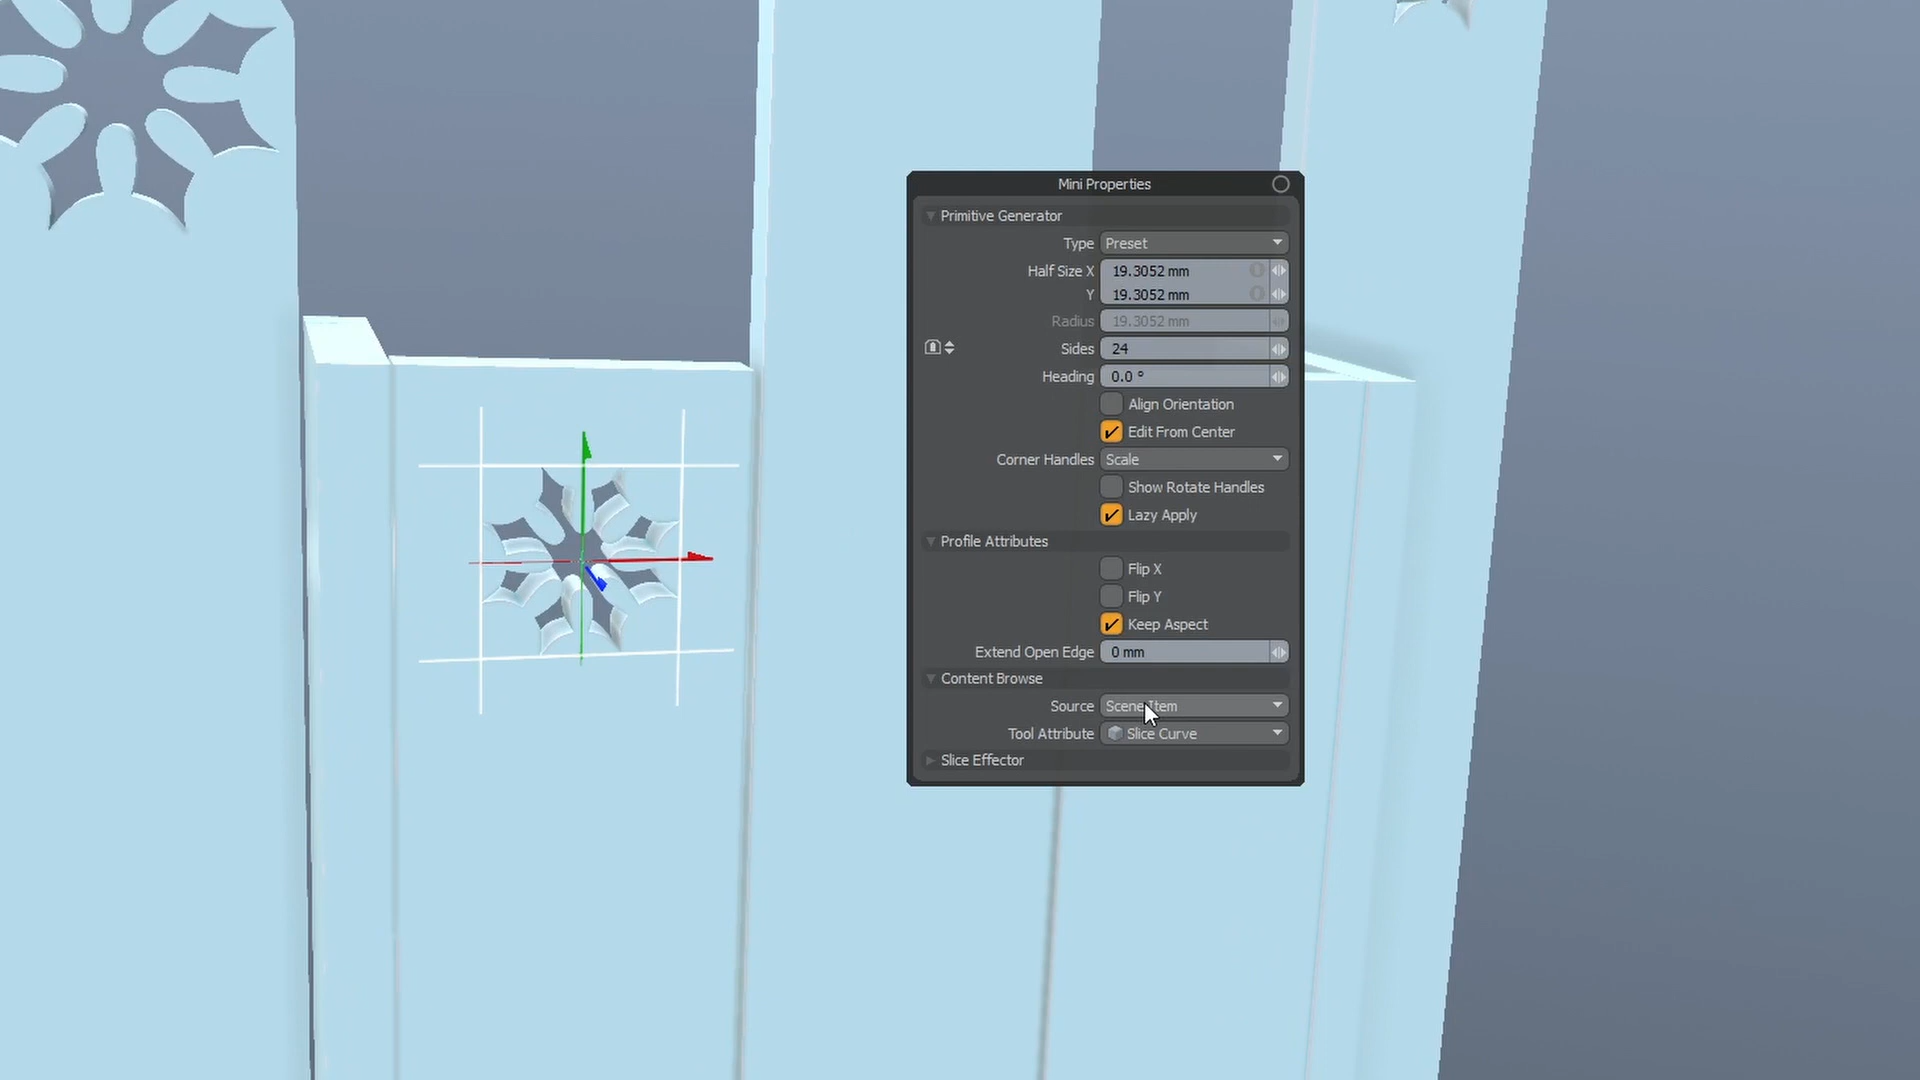 Mini Properties
Primitive Generator
Type Preset
Half Size X 19.3052 mm
Y 19.3052 mm
Radius 19.3052 mm
Sides 24
Heading 0.0 °
Align Orientation
Edit From Center
Corner Handles Scale
Show Rotate Handles
Lazy Apply
Profile Attributes
Flip X
Flip Y
Keep Aspect
Extend Open Edge 0 mm
Content Browse
Source Scene Item
Tool Attribute Slice Curve
Slice Effector